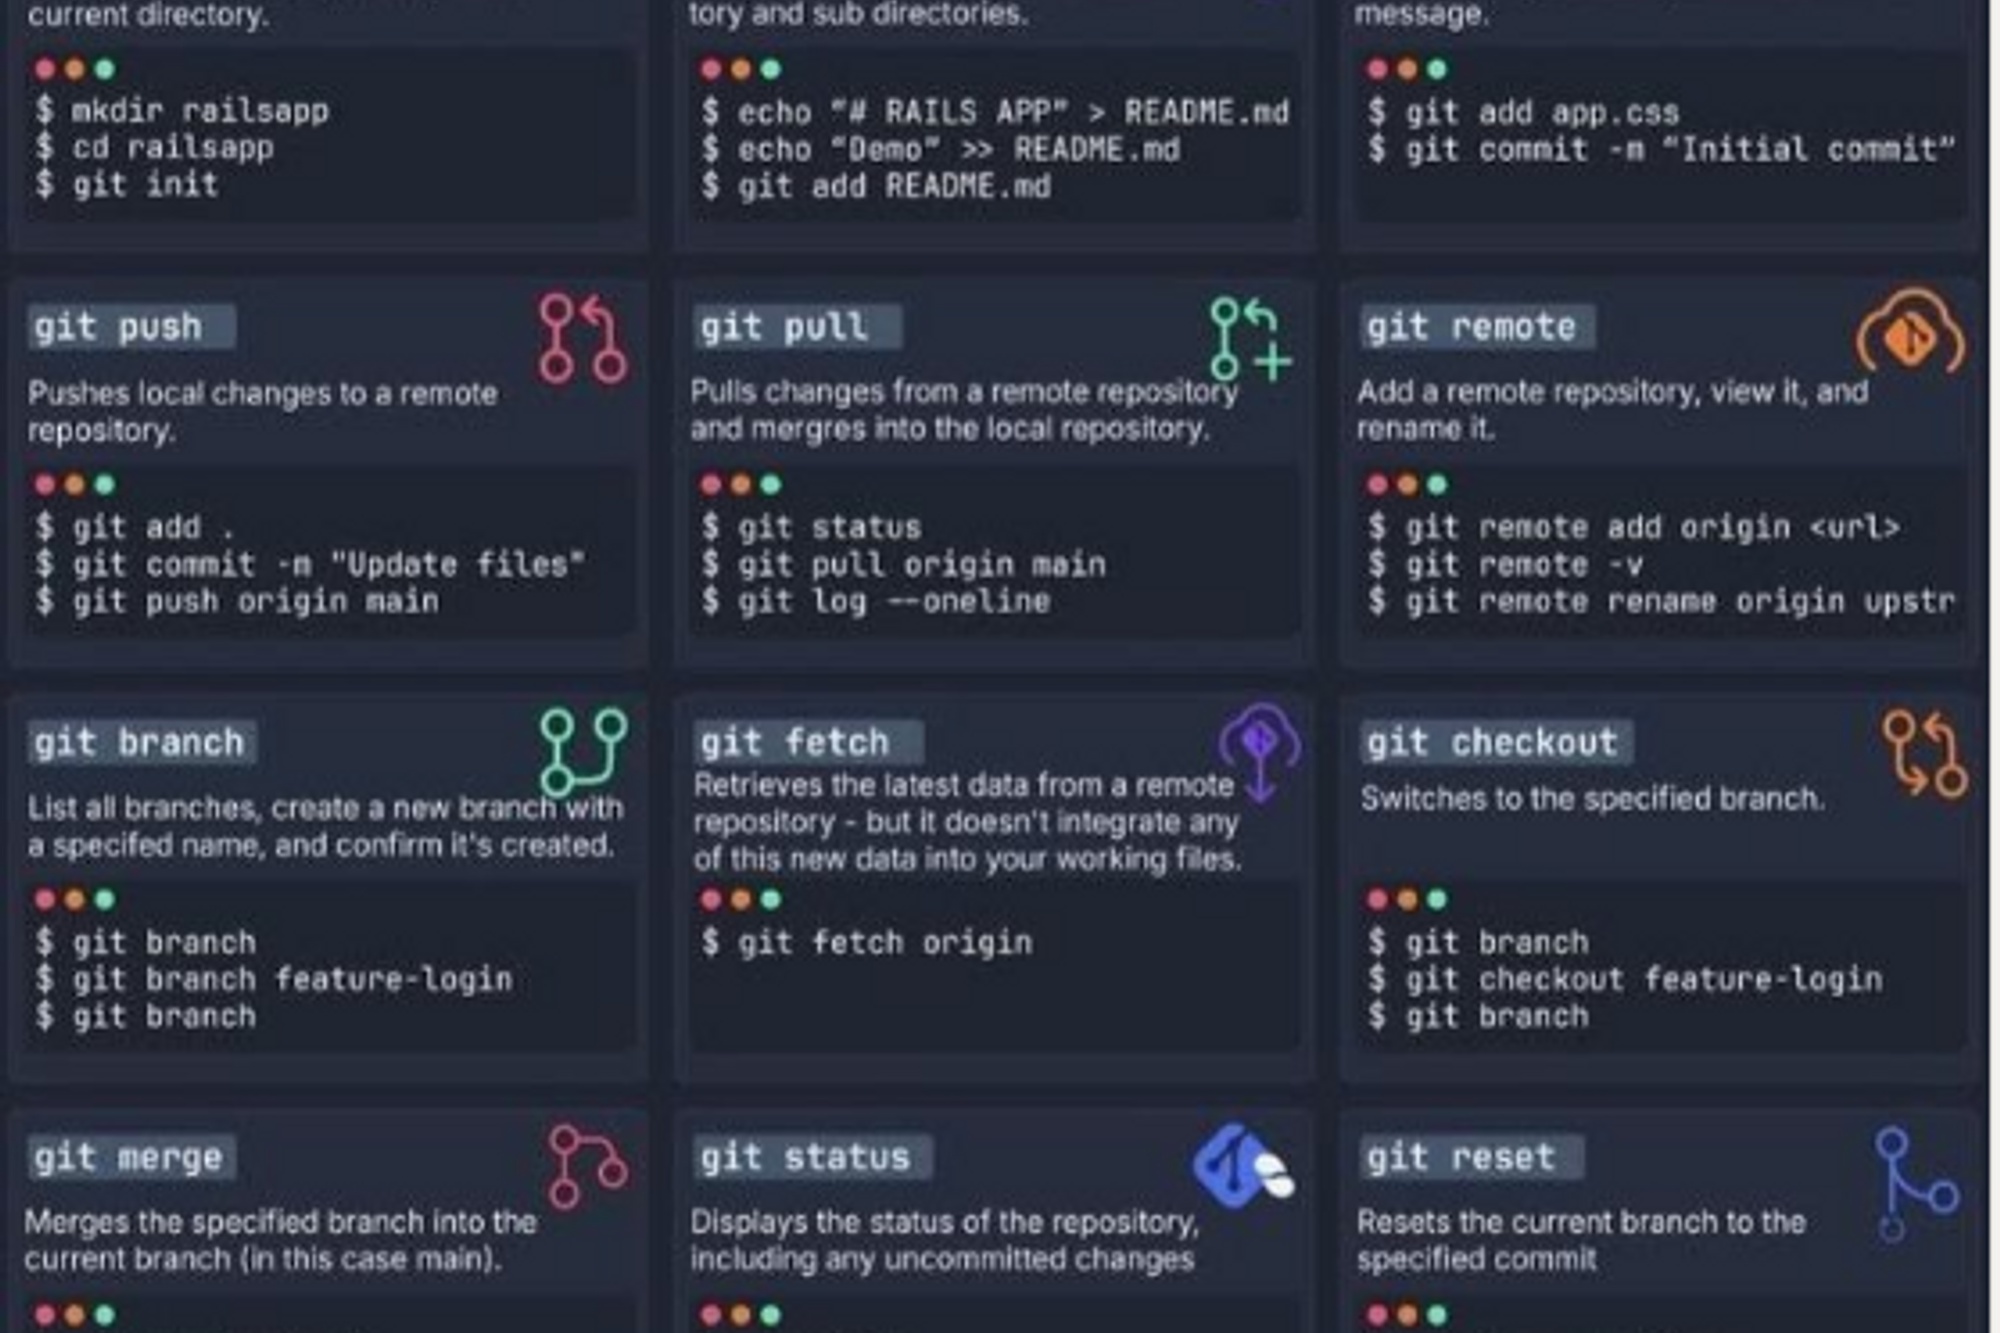 current directory.
$ mkdir railsapp
$ cd railsapp
$ git init
tory and sub directories.
$ echo “# RAILS APP” > README.md
$ echo “Demo” >> README.md
$ git add README.md
message.
$ git add app.css
$ git commit -m “Initial commit”
git push
Pushes local changes to a remote
repository.
$ git add .
$ git commit -m "Update files"
$ git push origin main
git pull
Pulls changes from a remote repository
and mergres into the local repository.
$ git status
$ git pull origin main
$ git log --oneline
git remote
Add a remote repository, view it, and
rename it.
$ git remote add origin <url>
$ git remote -v
$ git remote rename origin upstr
git branch
List all branches, create a new branch with
a specifed name, and confirm it's created.
$ git branch
$ git branch feature-login
$ git branch
git fetch
Retrieves the latest data from a remote
repository - but it doesn't integrate any
of this new data into your working files.
$ git fetch origin
git checkout
Switches to the specified branch.
$ git branch
$ git checkout feature-login
$ git branch
git merge
Merges the specified branch into the
current branch (in this case main).
git status
Displays the status of the repository,
including any uncommitted changes
git reset
Resets the current branch to the
specified commit